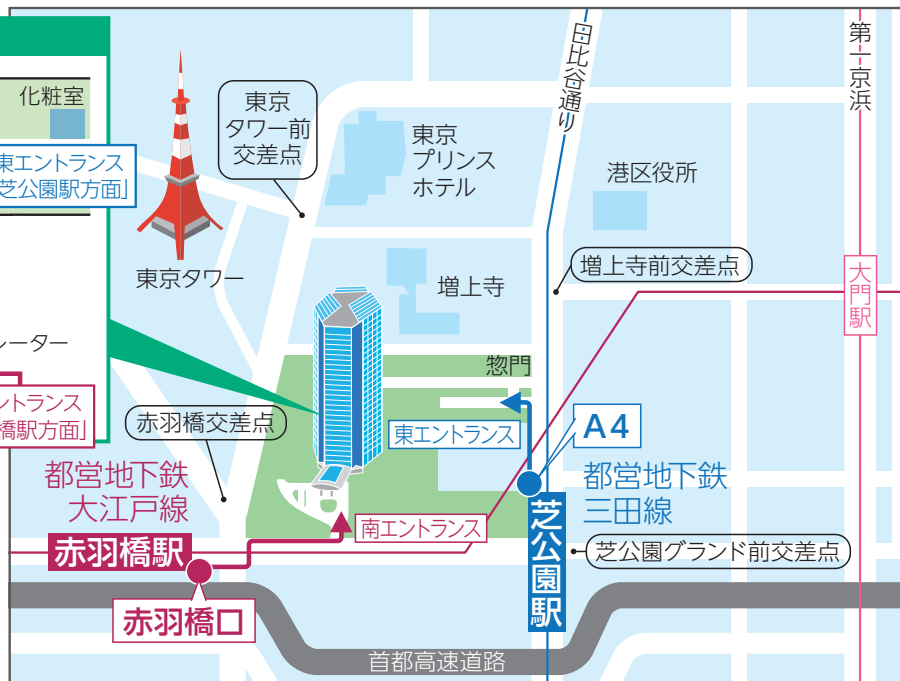 化粧室
東エントランス
芝公園駅方面」
レーター
ントランス
橋駅方面」
東京
タワー前
交差点
東京タワー
東京
プリンス
ホテル
日比谷通り
第一京浜
港区役所
増上寺前交差点
大門駅
増上寺
惣門
赤羽橋交差点
東エントランス
A4
都営地下鉄
三田線
芝公園駅
芝公園グランド前交差点
都営地下鉄
大江戸線
赤羽橋駅
赤羽橋口
南エントランス
首都高速道路